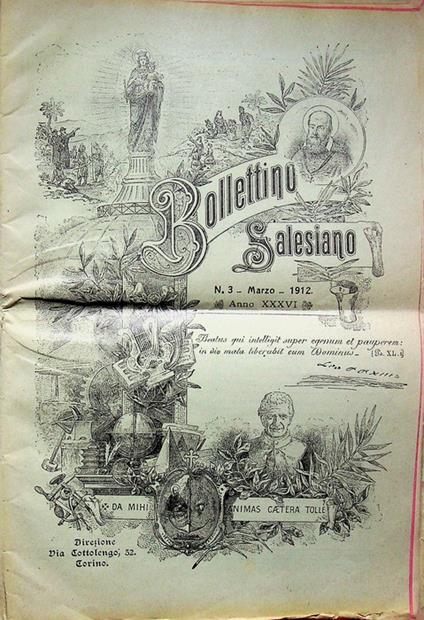 Bollettino
Salesiano
N. 3 - Marzo - 1912
Anno XXXVI
Beatus qui intelligit super egenum et pauperem:
in die mala liberabit eum Dominus. [Ps. XL. 1]
DA MIHI ANIMAS CÆTERA TOLLE
Direzione
Via Cottolengo, 32.
Torino.